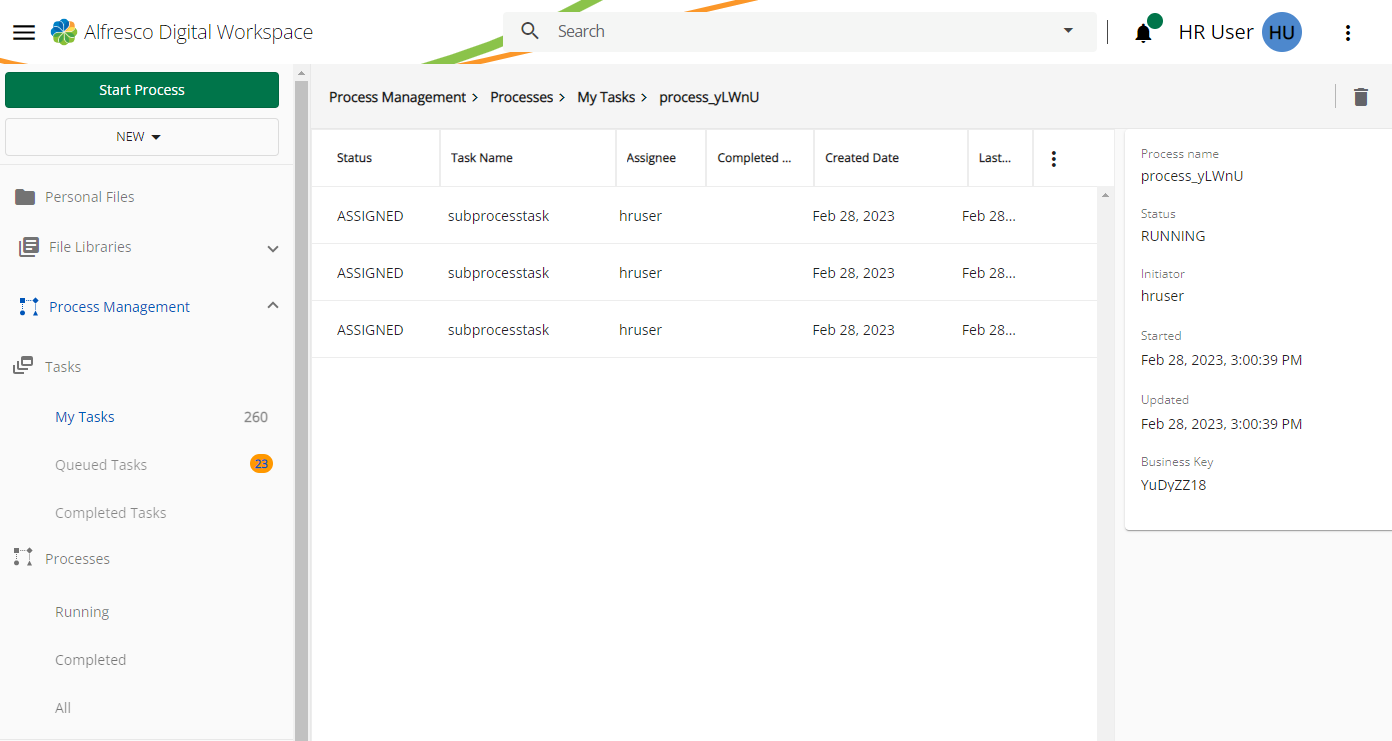 Alfresco Digital Workspace
Search
HR User
HU
Start Process
NEW
Personal Files
File Libraries
Process Management
Tasks
My Tasks 260
Queued Tasks 23
Completed Tasks
Processes
Running
Completed
All
Process Management > Processes > My Tasks > process_yLWnU
Status Task Name Assignee Completed ... Created Date Last...
ASSIGNED subprocesstask hruser Feb 28, 2023 Feb 28...
ASSIGNED subprocesstask hruser Feb 28, 2023 Feb 28...
ASSIGNED subprocesstask hruser Feb 28, 2023 Feb 28...
Process name
process_yLWnU
Status
RUNNING
Initiator
hruser
Started
Feb 28, 2023, 3:00:39 PM
Updated
Feb 28, 2023, 3:00:39 PM
Business Key
YuDyZZ18